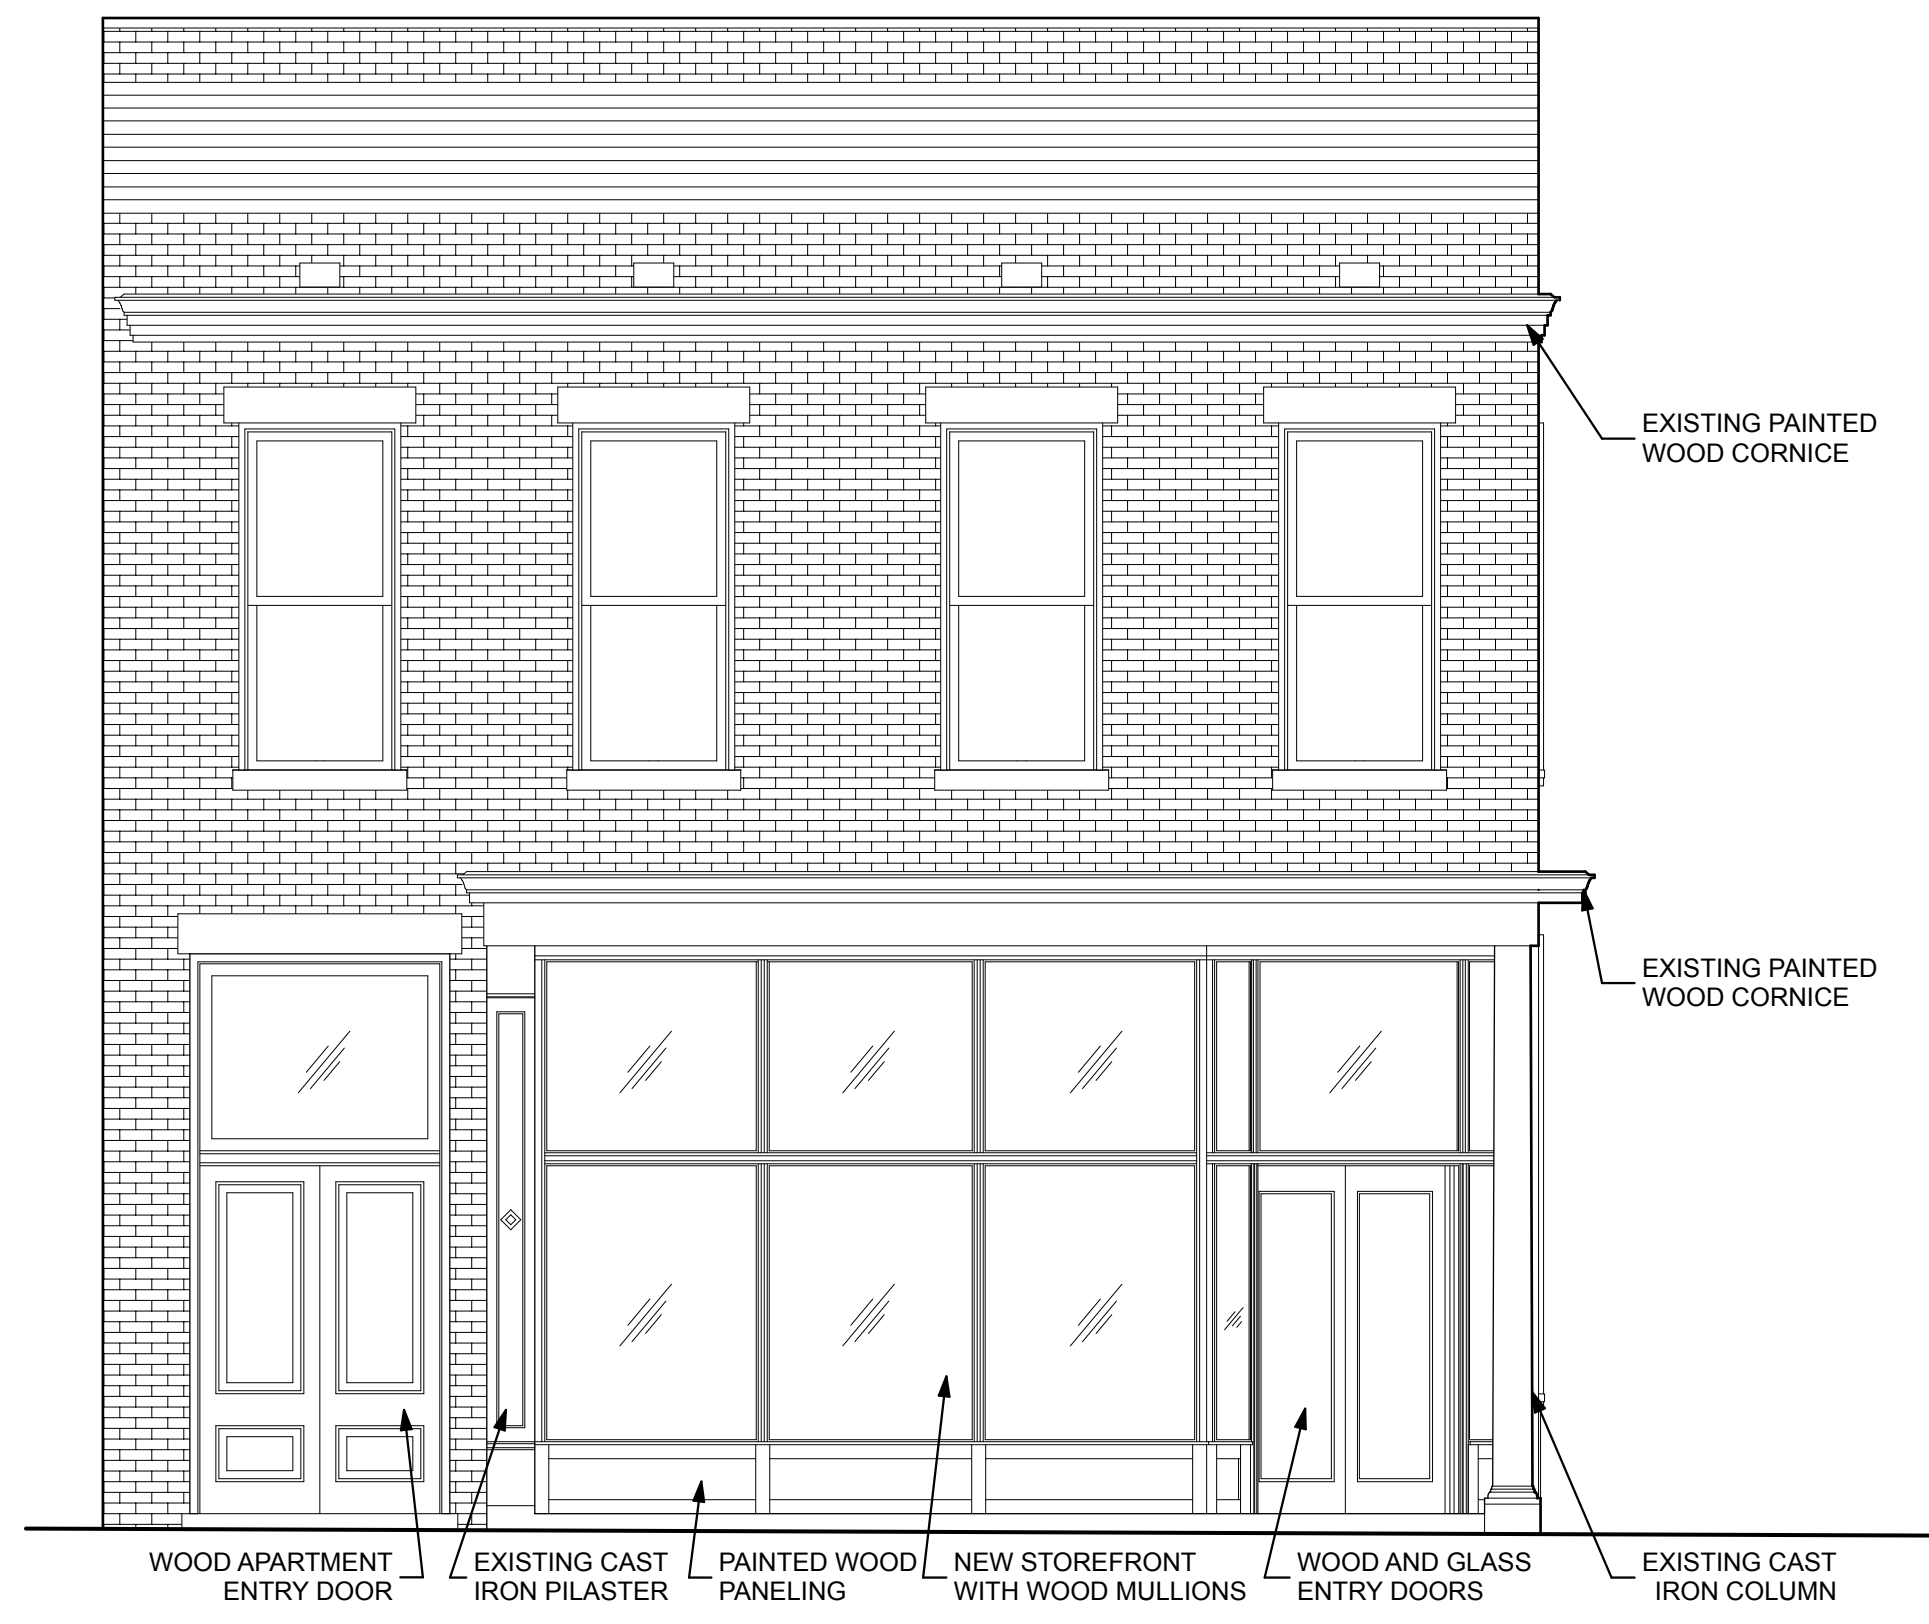 EXISTING PAINTED
WOOD CORNICE
EXISTING PAINTED
WOOD CORNICE
WOOD APARTMENT
ENTRY DOOR
EXISTING CAST
IRON PILASTER
PAINTED WOOD
PANELING
NEW STOREFRONT
WITH WOOD MULLIONS
WOOD AND GLASS
ENTRY DOORS
EXISTING CAST
IRON COLUMN